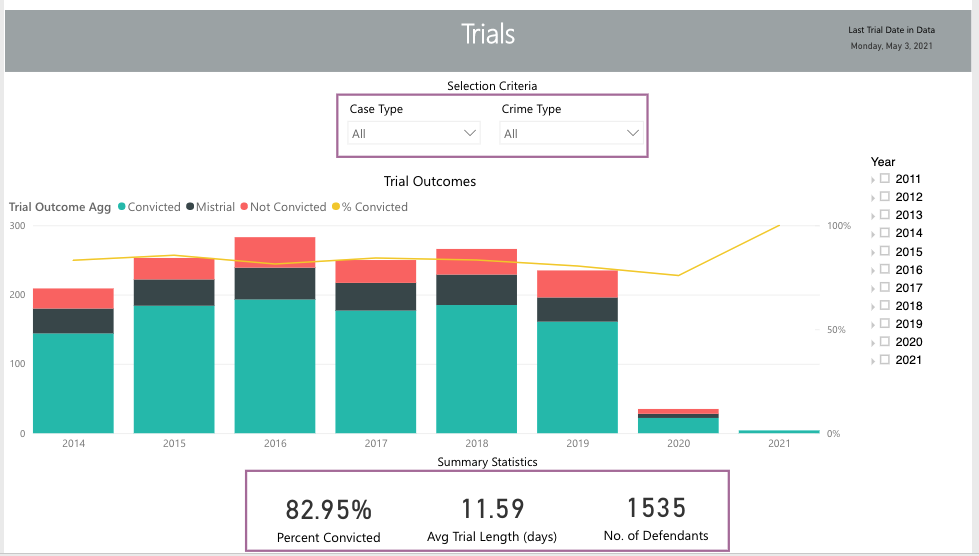 Trials
Last Trial Date in Data
Monday, May 3, 2021
Selection Criteria
Case Type
All
Crime Type
All
Trial Outcomes
Trial Outcome Agg Convicted Mistrial Not Convicted % Convicted
300
200
100
0
100%
50%
0%
2014 2015 2016 2017 2018 2019 2020 2021
Year
2011
2012
2013
2014
2015
2016
2017
2018
2019
2020
2021
Summary Statistics
82.95%
Percent Convicted
11.59
Avg Trial Length (days)
1535
No. of Defendants